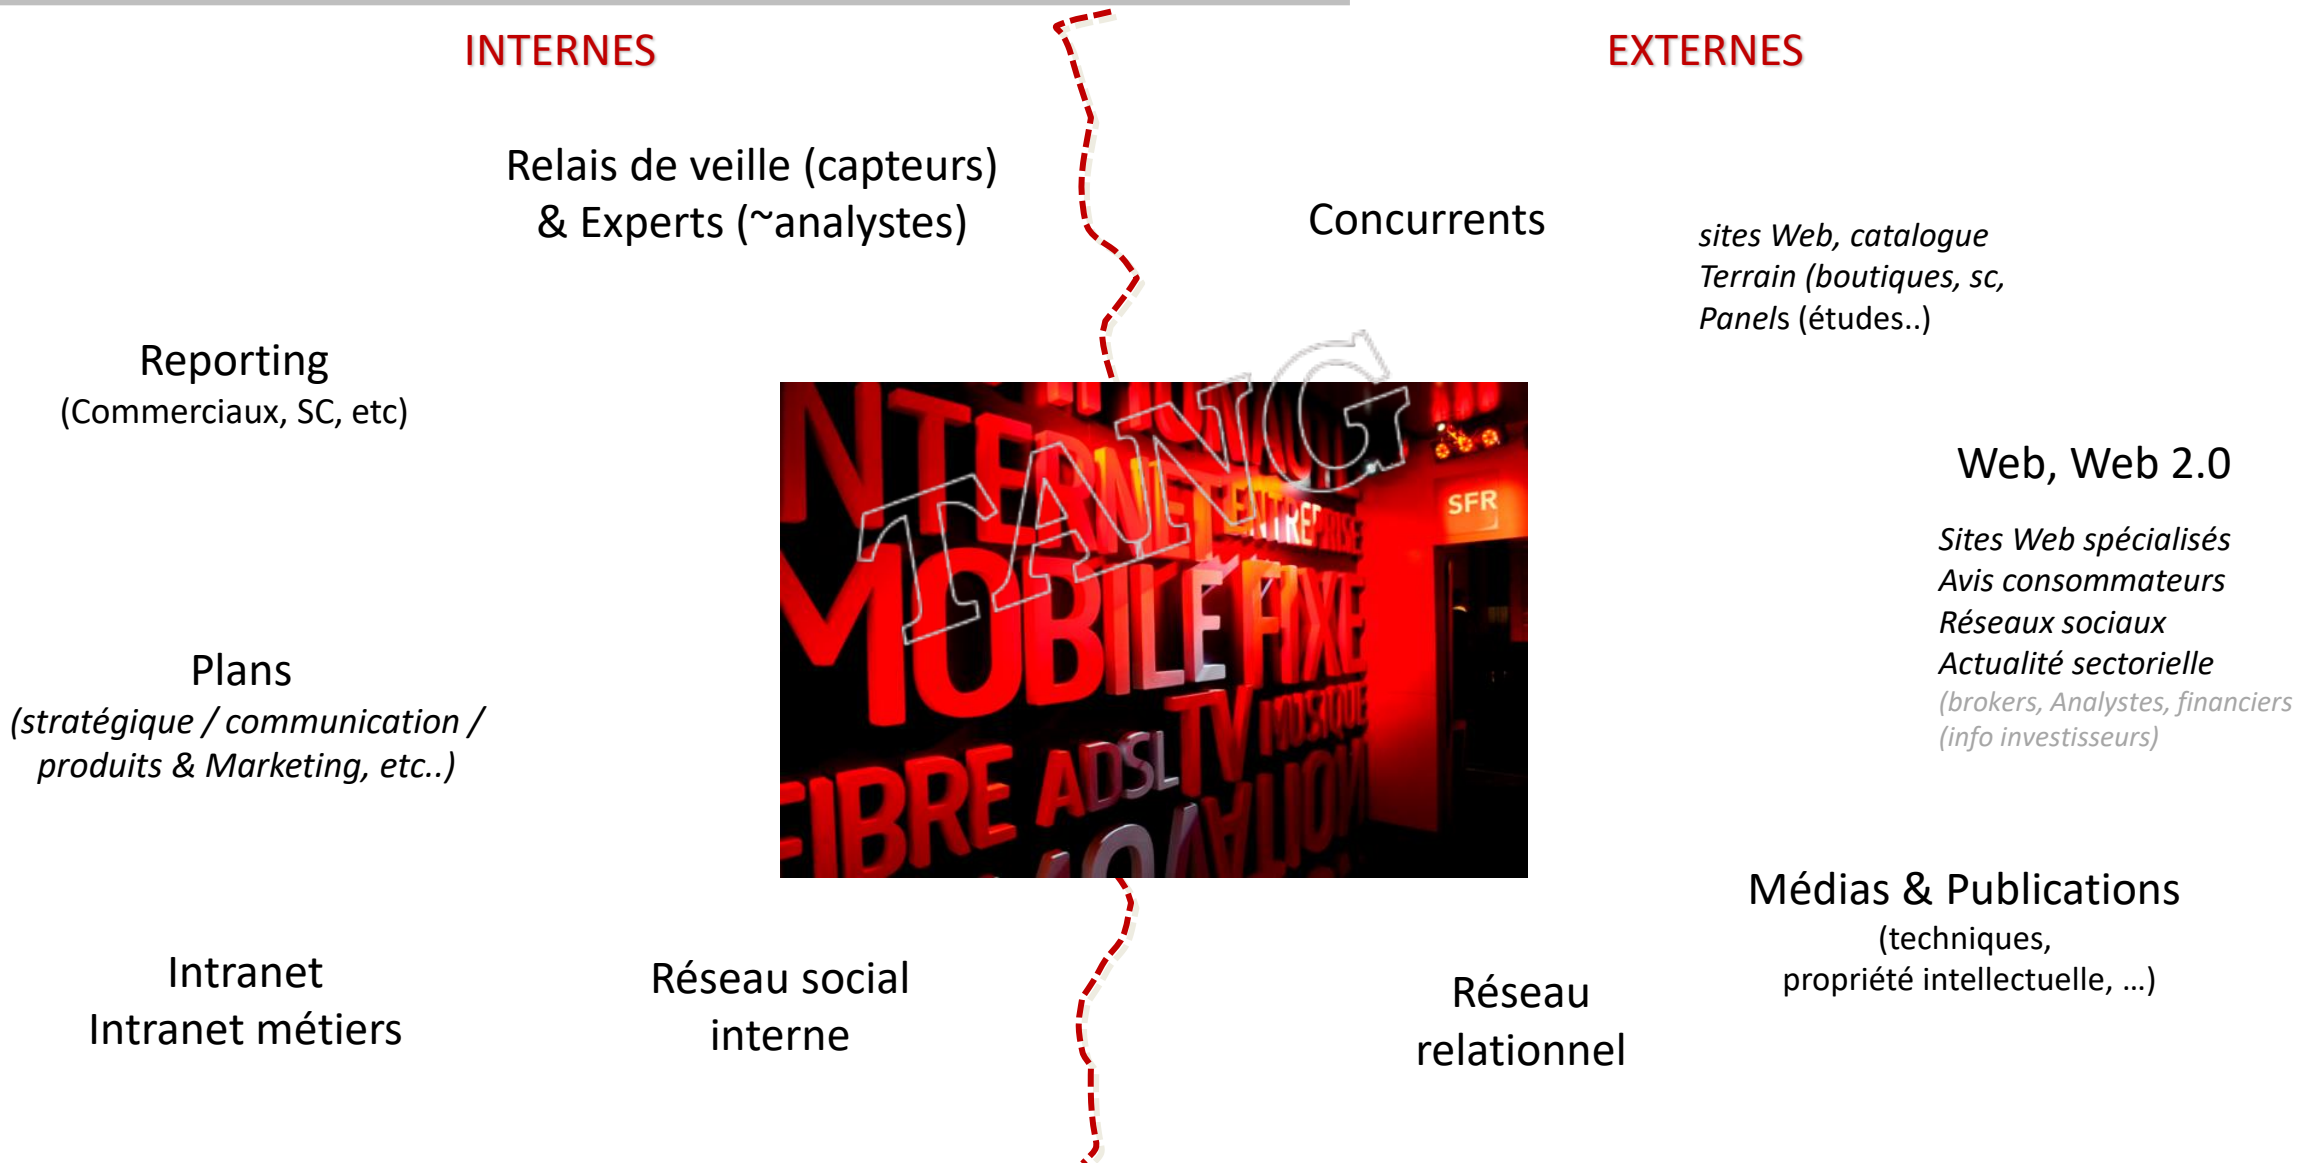 INTERNES
EXTERNES
Relais de veille (capteurs)
& Experts (~analystes)
Concurrents
sites Web, catalogue
Terrain (boutiques, sc,
Panels (études..)
Reporting
(Commerciaux, SC, etc)
Web, Web 2.0
Sites Web spécialisés
Avis consommateurs
Réseaux sociaux
Actualité sectorielle
(brokers, Analystes, financiers
(info investisseurs)
Plans
(stratégique / communication /
produits & Marketing, etc..)
TANG
NTERNET ENTREPRISE
SFR
MOBILE FIXE
FIBRE ADSL TV MUSIQUE
Médias & Publications
(techniques,
propriété intellectuelle, ...)
Intranet
Intranet métiers
Réseau social
interne
Réseau
relationnel